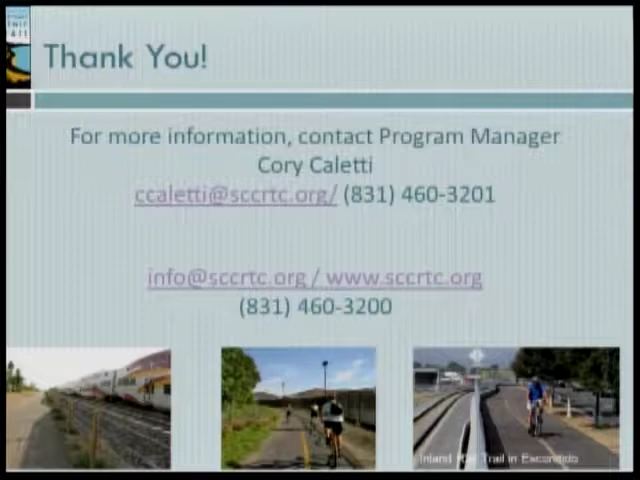 Thank You!
For more information, contact Program Manager
Cory Caletti
ccaletti@sccrtc.org/ (831) 460-3201
info@sccrtc.org / www.sccrtc.org
(831) 460-3200
Inland Rail Trail in Escondido